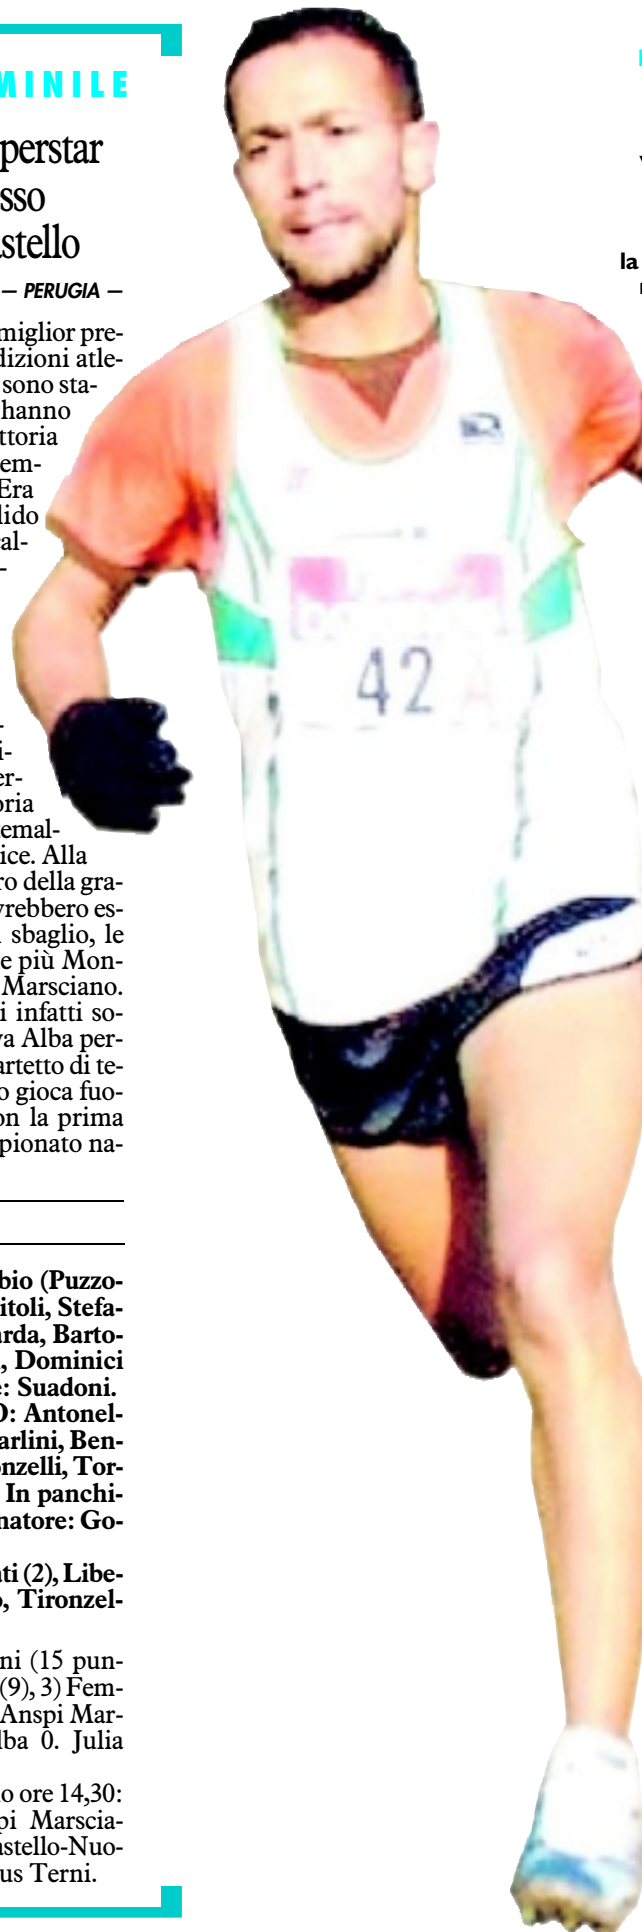 MINILE
perstar
sso
stello
— PERUGIA —
miglior pre-
dizioni atle-
sono sta-
hanno
ttoria
em-
Era
lido
al-
-
-
i-
er-
oria
emal-
ice. Alla
ro della gra-
vrebbero es-
sbaglio, le
e più Mon-
Marsciano.
i infatti so-
va Alba per-
artetto di te-
o gioca fuo-
on la prima
pionato na-
bio (Puzzo-
itoli, Stefa-
arda, Barto-
, Dominici
e: Suadoni.
O: Antonel-
arlini, Ben-
onzelli, Tor-
In panchi-
natore: Go-
ti (2), Libe-
o, Tironzel-
ni (15 pun-
(9), 3) Fem-
Anspi Mar-
lba 0. Julia
o ore 14,30:
pi Marscia-
astello-Nuo-
us Terni.
42 A
la